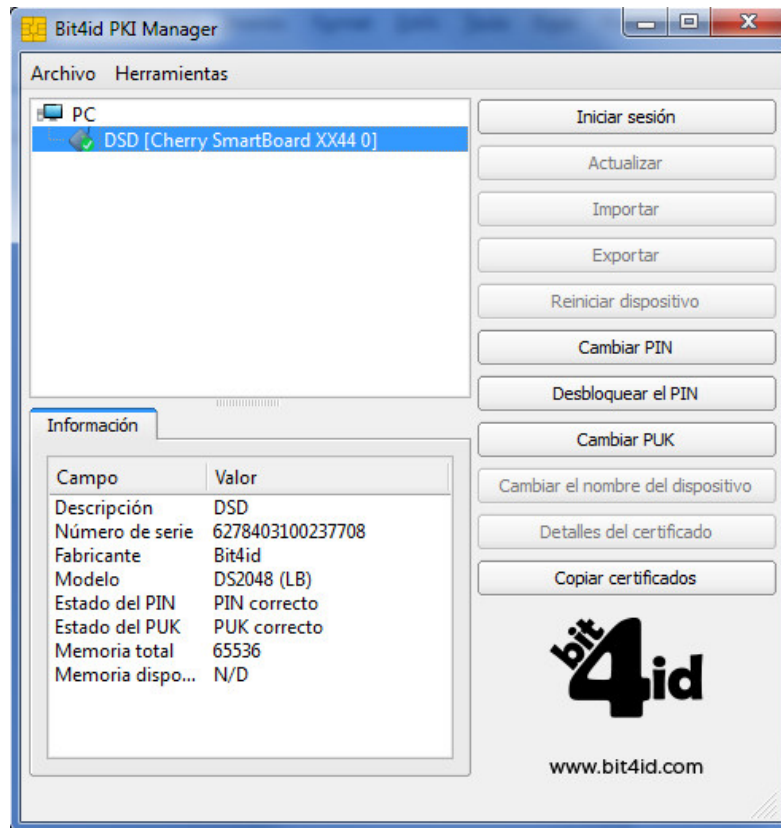 Bit4id PKI Manager
Archivo Herramientas
PC
DSD [Cherry SmartBoard XX44 0]
Iniciar sesión
Actualizar
Importar
Exportar
Reiniciar dispositivo
Cambiar PIN
Desbloquear el PIN
Cambiar PUK
Cambiar el nombre del dispositivo
Detalles del certificado
Copiar certificados
Información
Campo Valor
Descripción DSD
Número de serie 6278403100237708
Fabricante Bit4id
Modelo DS2048 (LB)
Estado del PIN PIN correcto
Estado del PUK PUK correcto
Memoria total 65536
Memoria dispo... N/D
bit4id
www.bit4id.com